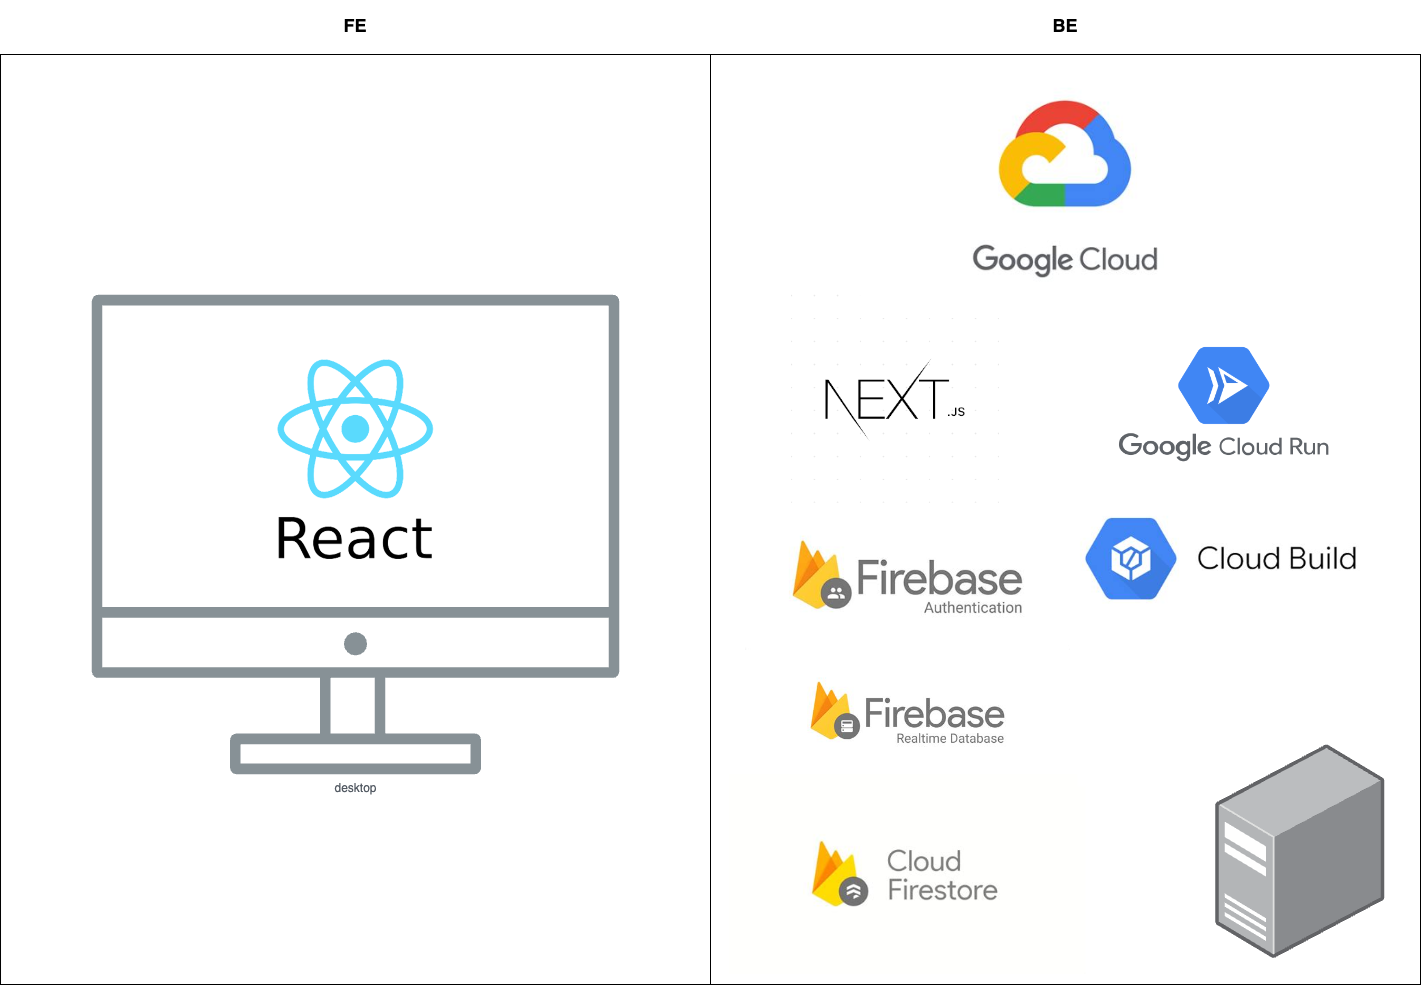 FE
BE
Google Cloud
NEXT.JS
Google Cloud Run
React
Cloud Build
Firebase
Authentication
Firebase
Realtime Database
desktop
Cloud
Firestore